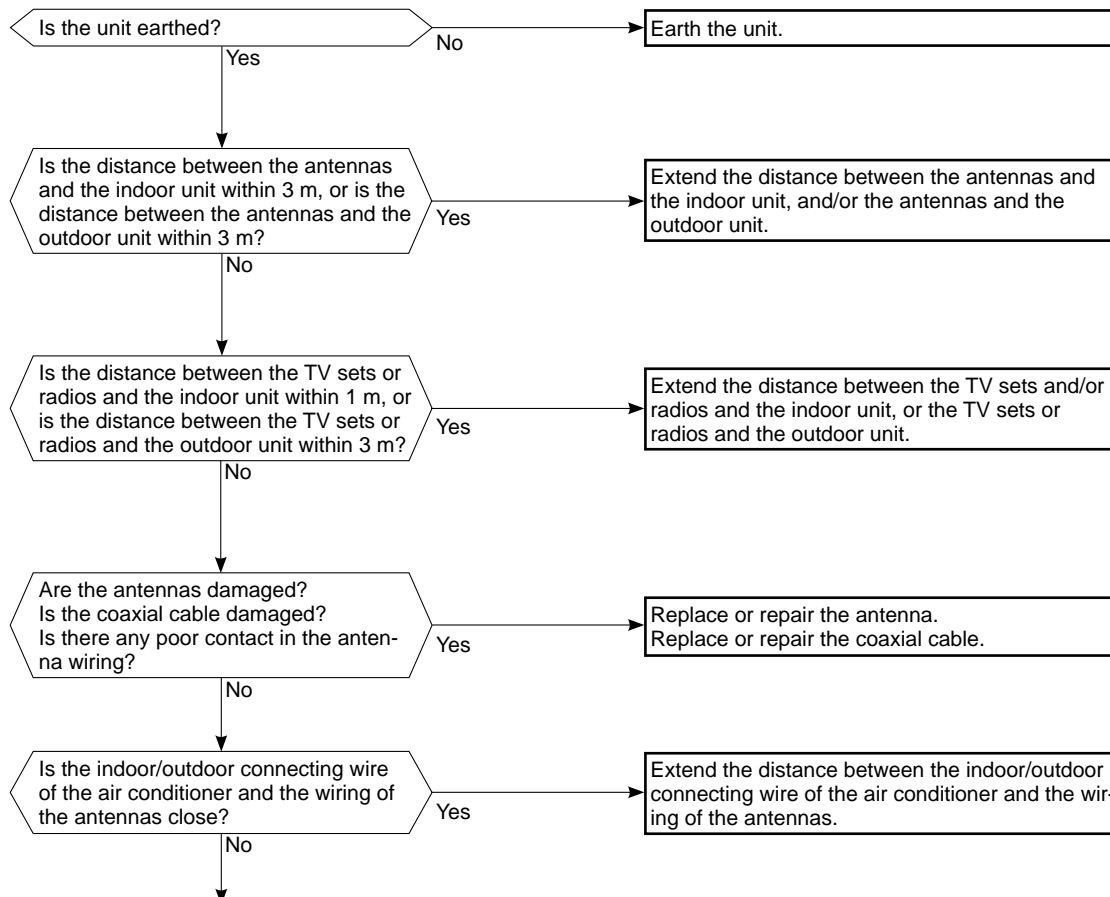 Is the unit earthed?
No
Earth the unit.
Yes
Is the distance between the antennas
and the indoor unit within 3 m, or is the
distance between the antennas and the
outdoor unit within 3 m?
Yes
Extend the distance between the antennas and
the indoor unit, and/or the antennas and the
outdoor unit.
No
Is the distance between the TV sets or
radios and the indoor unit within 1 m, or
is the distance between the TV sets or
radios and the outdoor unit within 3 m?
Yes
Extend the distance between the TV sets and/or
radios and the indoor unit, or the TV sets or
radios and the outdoor unit.
No
Are the antennas damaged?
Is the coaxial cable damaged?
Is there any poor contact in the anten-
na wiring?
Yes
Replace or repair the antenna.
Replace or repair the coaxial cable.
No
Is the indoor/outdoor connecting wire
of the air conditioner and the wiring of
the antennas close?
Yes
Extend the distance between the indoor/outdoor
connecting wire of the air conditioner and the wir-
ing of the antennas.
No